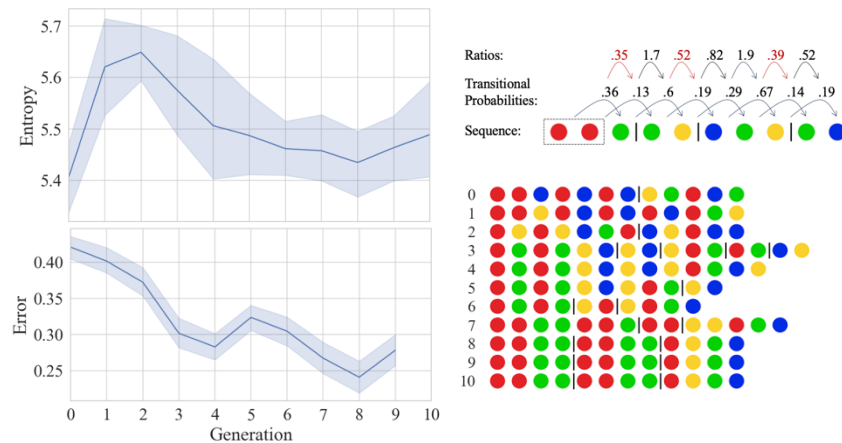 5.7
5.6
5.5
5.4
Entropy
0.40
0.35
0.30
0.25
Error
0 1 2 3 4 5 6 7 8 9 10
Generation
Ratios: .35 1.7 .52 .82 1.9 .39 .52
Transitional
Probabilities: .36 .13 .6 .19 .29 .67 .14 .19
Sequence:
0
1
2
3
4
5
6
7
8
9
10